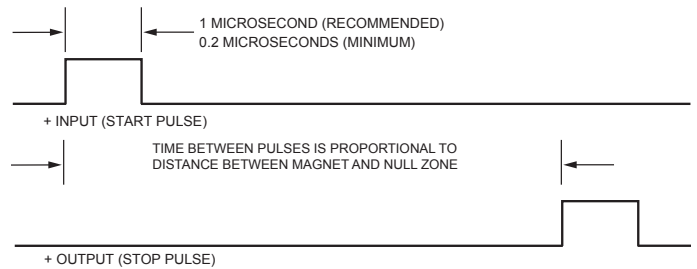 1 MICROSECOND (RECOMMENDED)
0.2 MICROSECONDS (MINIMUM)
+ INPUT (START PULSE)
TIME BETWEEN PULSES IS PROPORTIONAL TO
DISTANCE BETWEEN MAGNET AND NULL ZONE
+ OUTPUT (STOP PULSE)